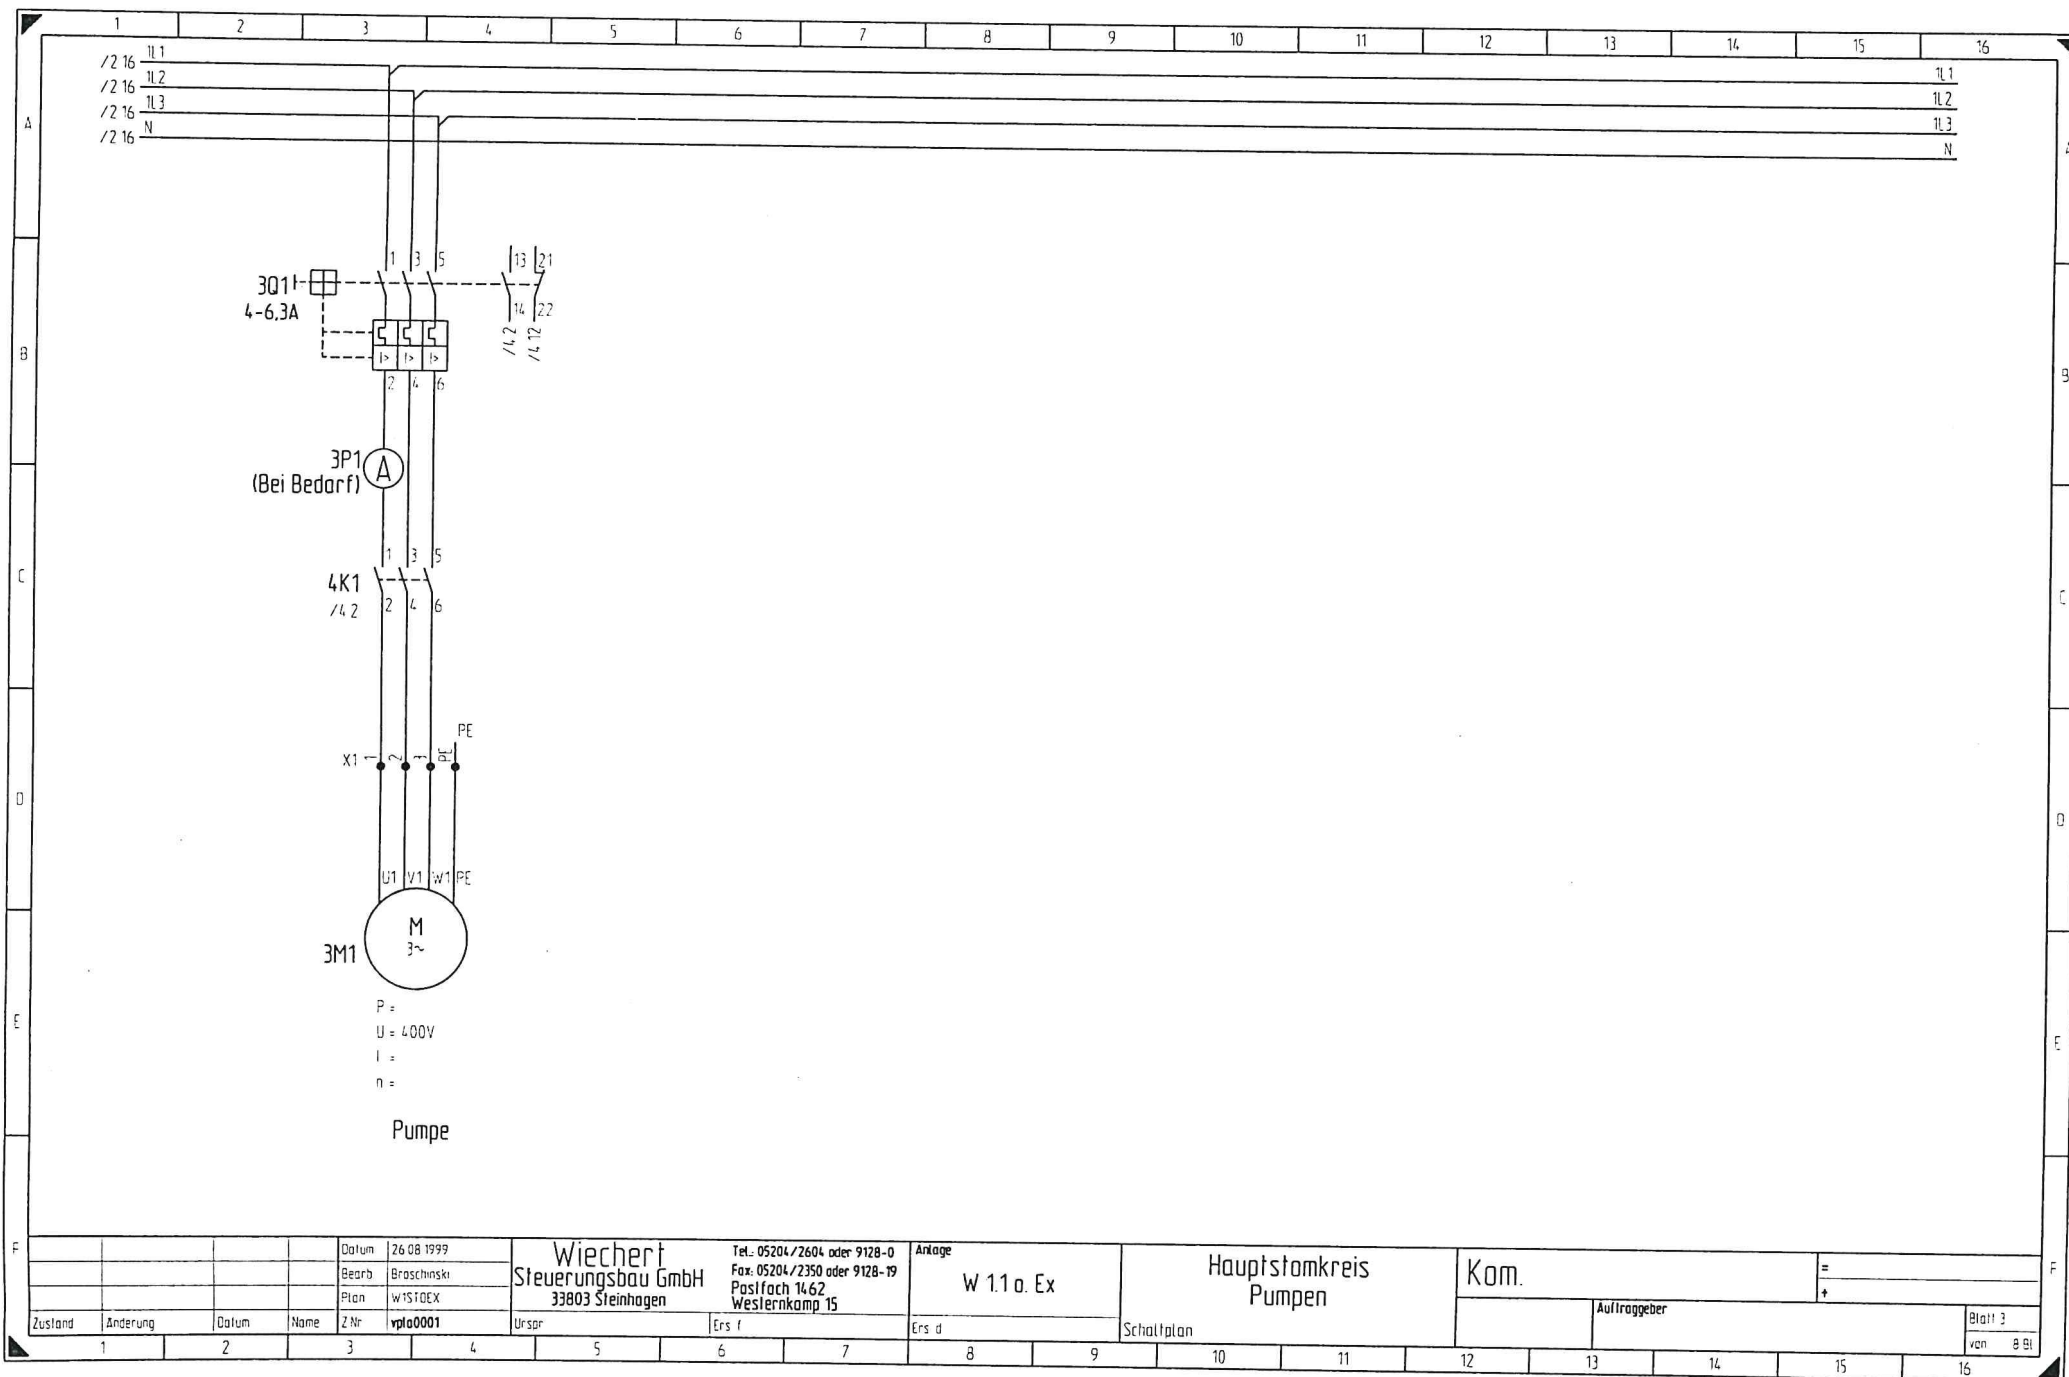 1 2 3 4 5 6 7 8 9 10 11 12 13 14 15 16
/2 16 1L1 1L1
/2 16 1L2 1L2
/2 16 1L3 1L3
/2 16 N N
A A
1 3 5 13 21
3Q1
4-6,3A
14 22
/4.2 /4.12
I> I> I>
B B
2 4 6
3P1 A
(Bei Bedarf)
1 3 5
4K1
/4.2 2 4 6
C C
PE
X1 1 2 3 PE
D D
U1 V1 W1 PE
M
3~
3M1
P =
U = 400V
I =
n =
E E
Pumpe
F F
Zustand Änderung Datum Name
Datum 26 08 1999
Bearb Broschinski
Plan W1S10EX
Z Nr vpla0001
Wiechert
Steuerungsbau GmbH
33803 Steinhagen
Tel.: 05204/2604 oder 9128-0
Fax: 05204/2350 oder 9128-19
Postfach 1462
Westernkamp 15
Urspr Ers f Ers d
Anlage
W 1.1 o. Ex
Hauptstomkreis
Pumpen
Schaltplan
Kom.
=
+
Auftraggeber
Blatt 3
von 8 Bl
1 2 3 4 5 6 7 8 9 10 11 12 13 14 15 16